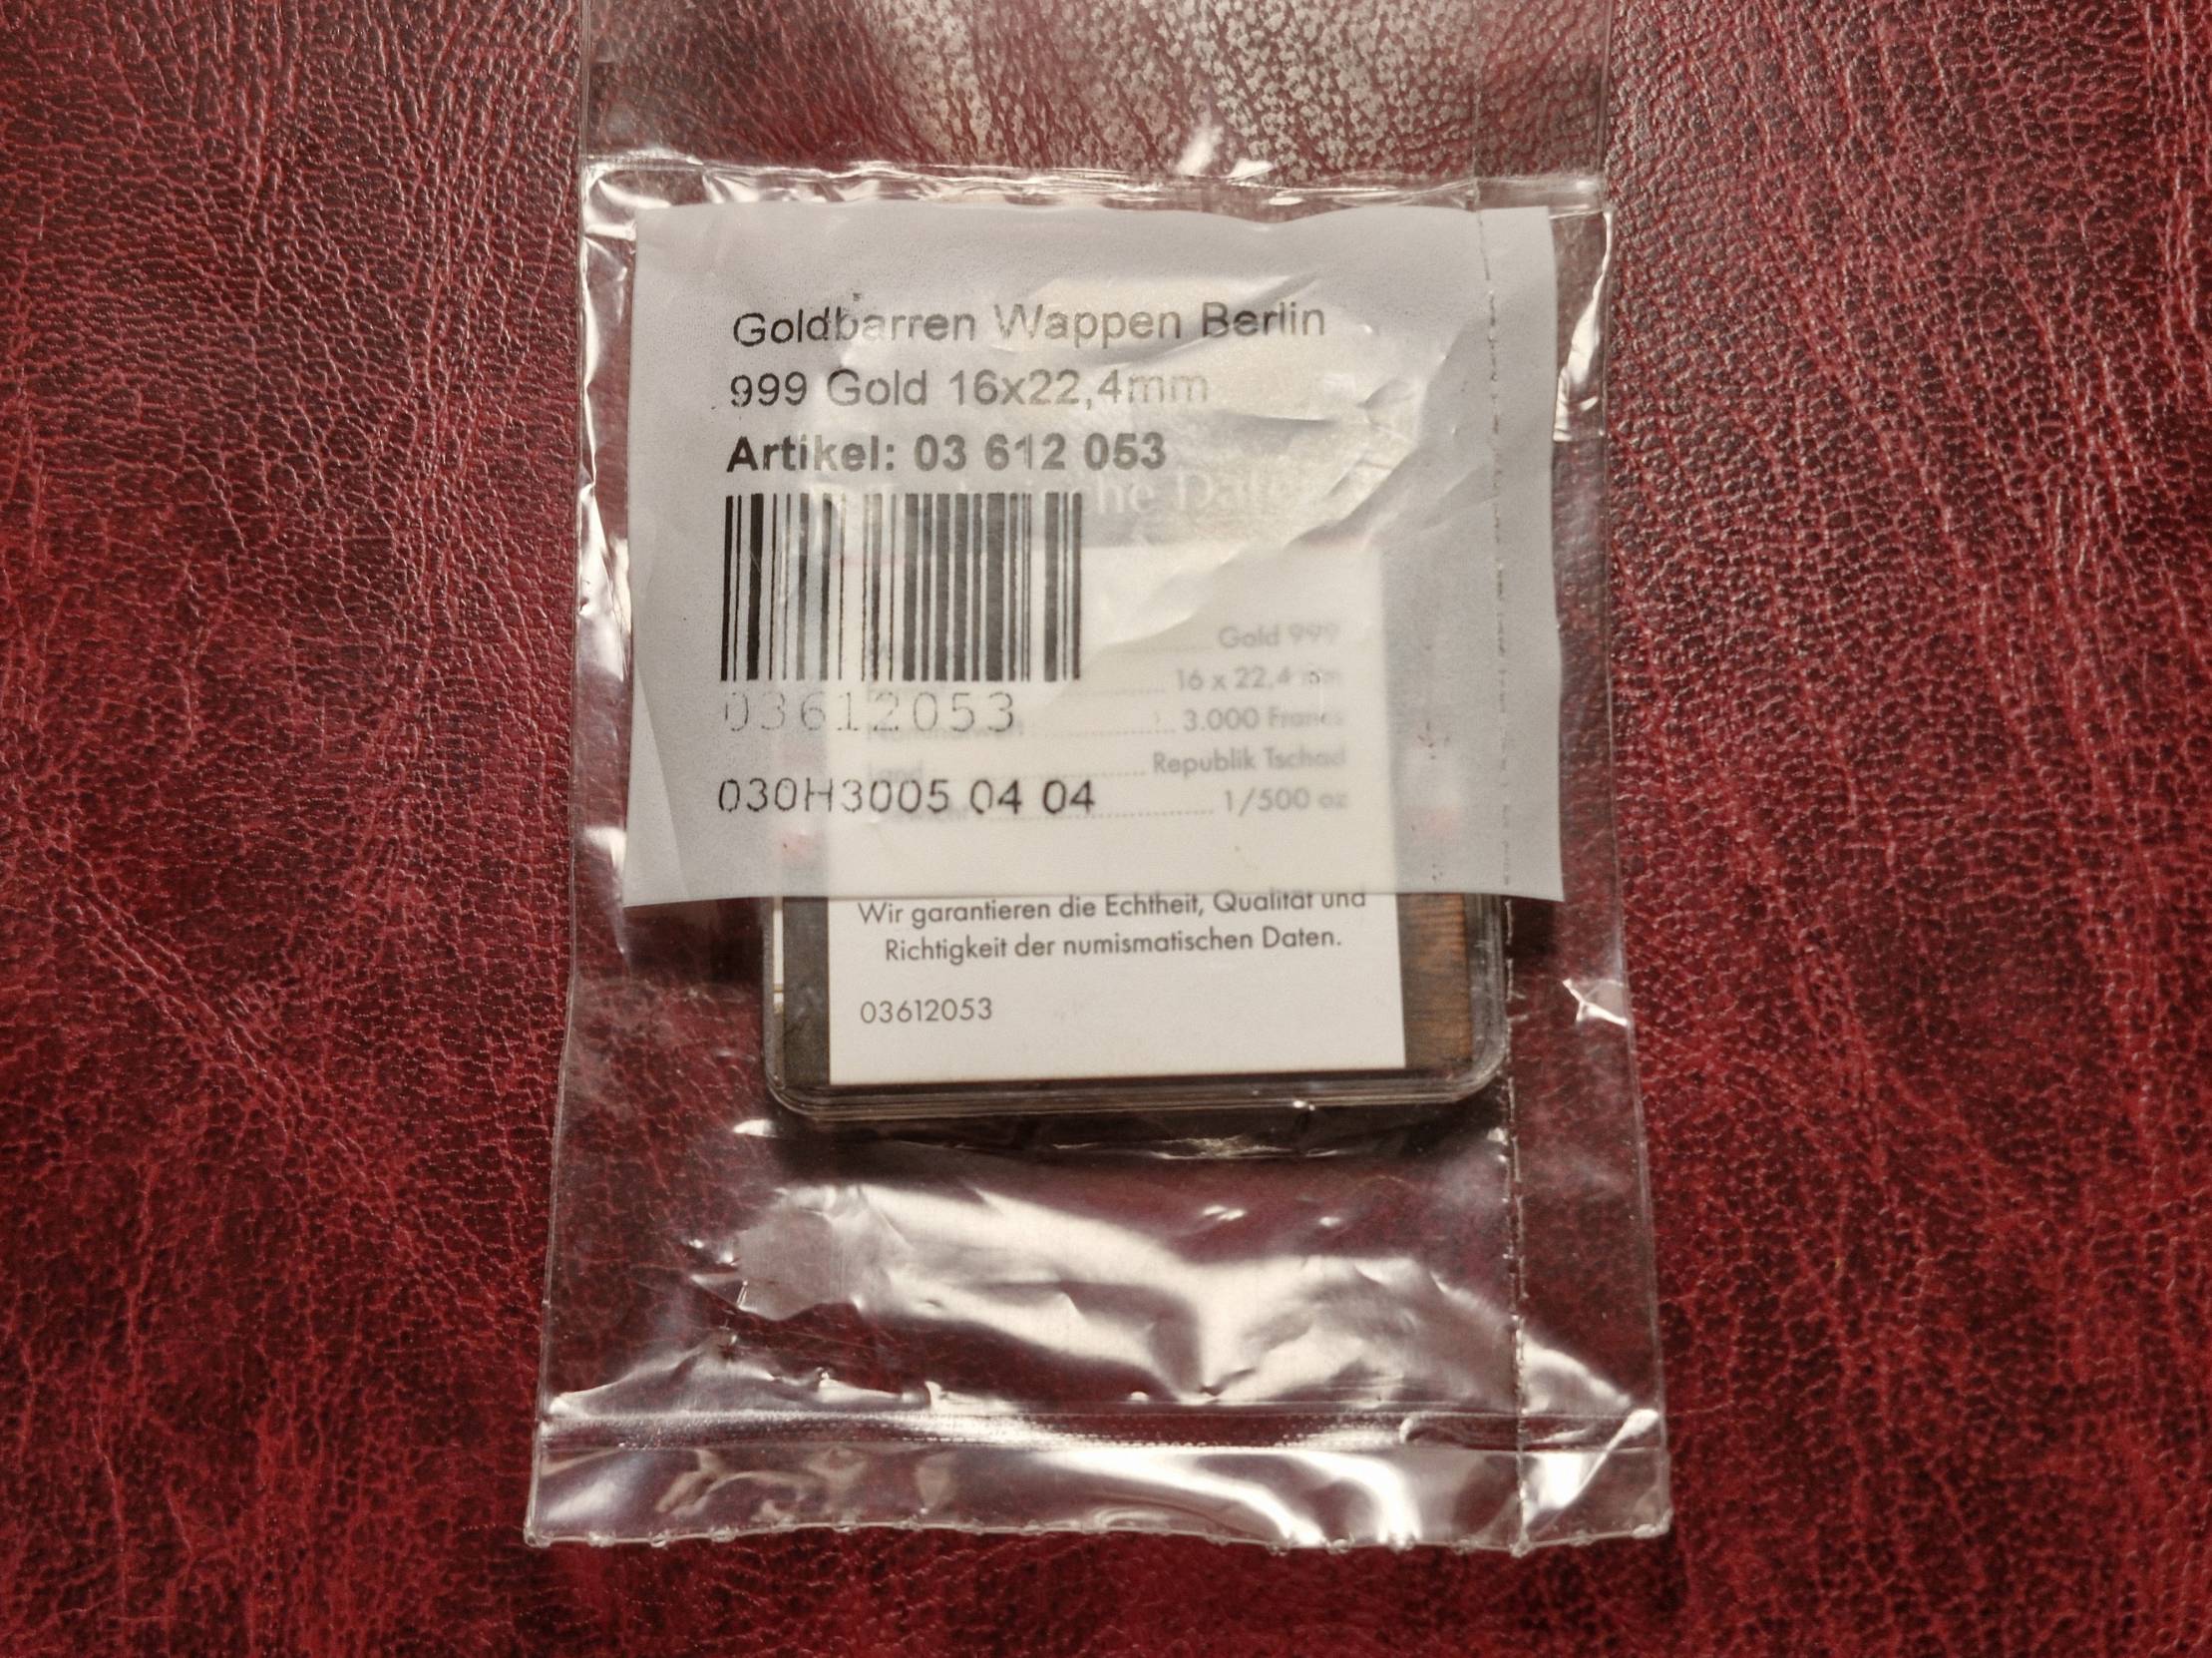 Goldbarren Wappen Berlin
999 Gold 16x22,4mm
Artikel: 03 612 053
03612053
030H3005 04 04
Gold 999
16 x 22,4 mm
3.000 Francs
Land Republik Tschad
1/500 oz
Wir garantieren die Echtheit, Qualität und
Richtigkeit der numismatischen Daten.
03612053